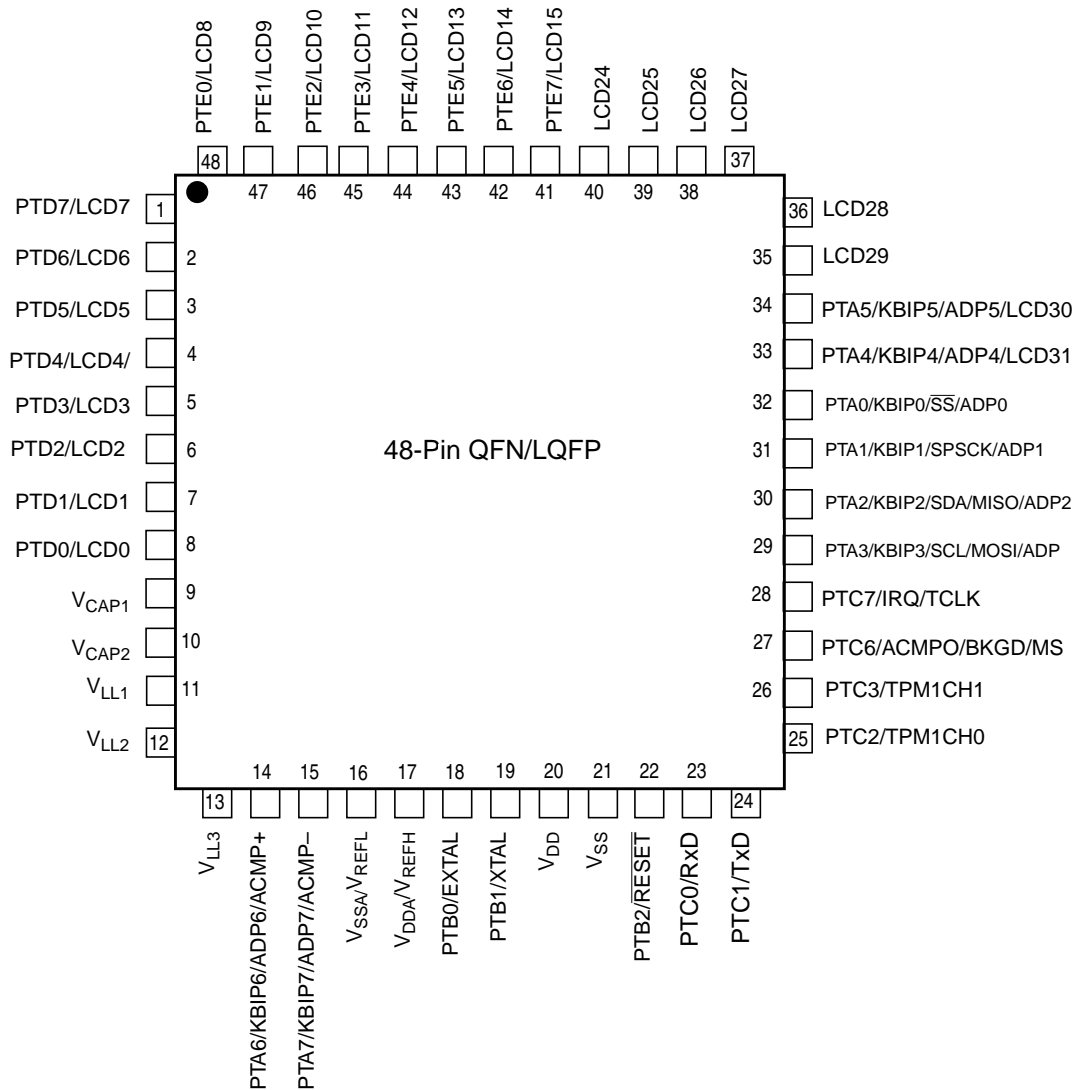 PTE0/LCD8
PTE1/LCD9
PTE2/LCD10
PTE3/LCD11
PTE4/LCD12
PTE5/LCD13
PTE6/LCD14
PTE7/LCD15
LCD24
LCD25
LCD26
LCD27
48
47
46
45
44
43
42
41
40
39
38
37
PTD7/LCD7 1
PTD6/LCD6 2
PTD5/LCD5 3
PTD4/LCD4/ 4
PTD3/LCD3 5
PTD2/LCD2 6
PTD1/LCD1 7
PTD0/LCD0 8
VCAP1 9
VCAP2 10
VLL1 11
VLL2 12
48-Pin QFN/LQFP
36 LCD28
35 LCD29
34 PTA5/KBIP5/ADP5/LCD30
33 PTA4/KBIP4/ADP4/LCD31
32 PTA0/KBIP0/S̅S̅/ADP0
31 PTA1/KBIP1/SPSCK/ADP1
30 PTA2/KBIP2/SDA/MISO/ADP2
29 PTA3/KBIP3/SCL/MOSI/ADP
28 PTC7/IRQ/TCLK
27 PTC6/ACMPO/BKGD/MS
26 PTC3/TPM1CH1
25 PTC2/TPM1CH0
13
14
15
16
17
18
19
20
21
22
23
24
VLL3
PTA6/KBIP6/ADP6/ACMP+
PTA7/KBIP7/ADP7/ACMP–
VSSA/VREFL
VDDA/VREFH
PTB0/EXTAL
PTB1/XTAL
VDD
VSS
PTB2/R̅E̅S̅E̅T̅
PTC0/RxD
PTC1/TxD